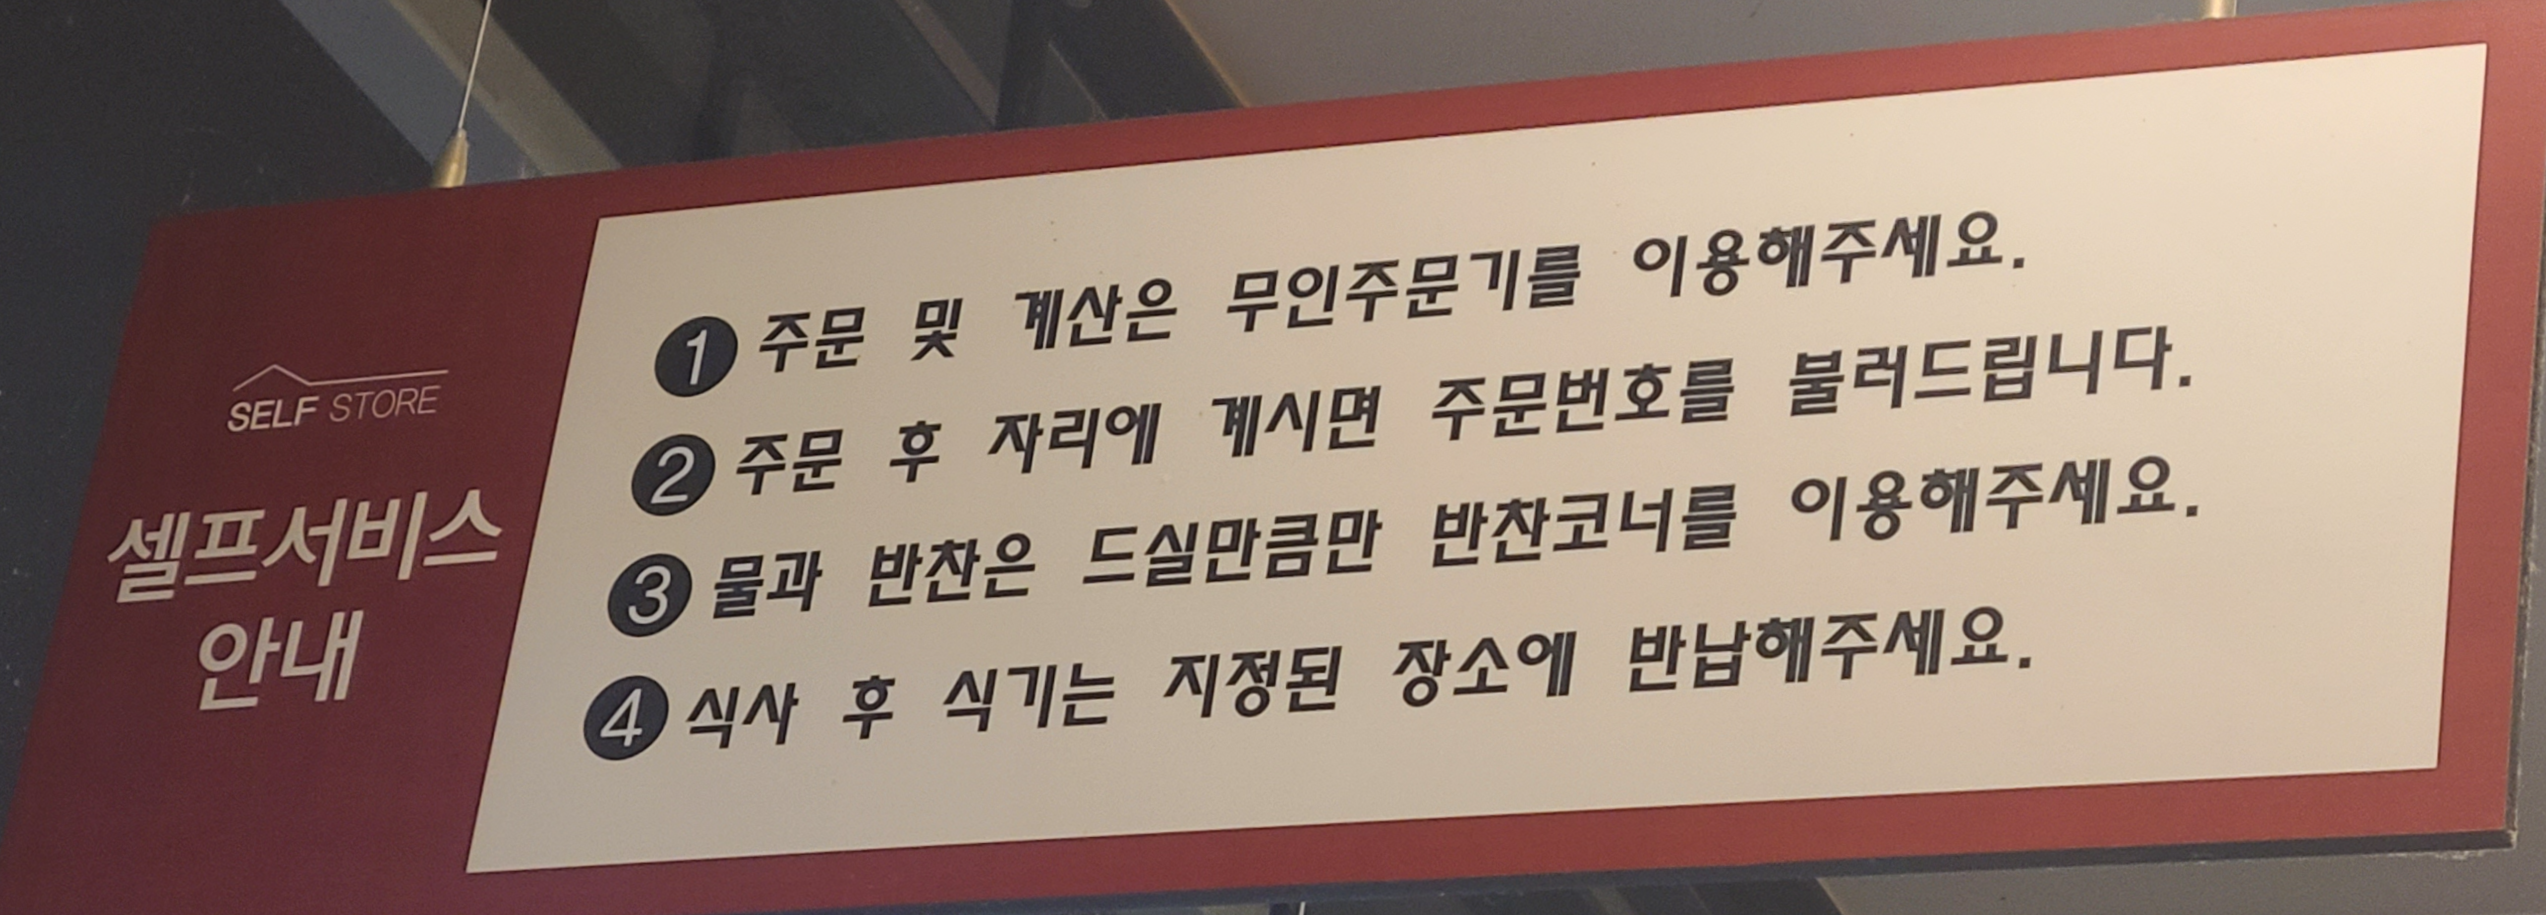 SELF STORE
셀프서비스
안내
❶ 주문 및 계산은 무인주문기를 이용해주세요.
❷ 주문 후 자리에 계시면 주문번호를 불러드립니다.
❸ 물과 반찬은 드실만큼만 반찬코너를 이용해주세요.
❹ 식사 후 식기는 지정된 장소에 반납해주세요.